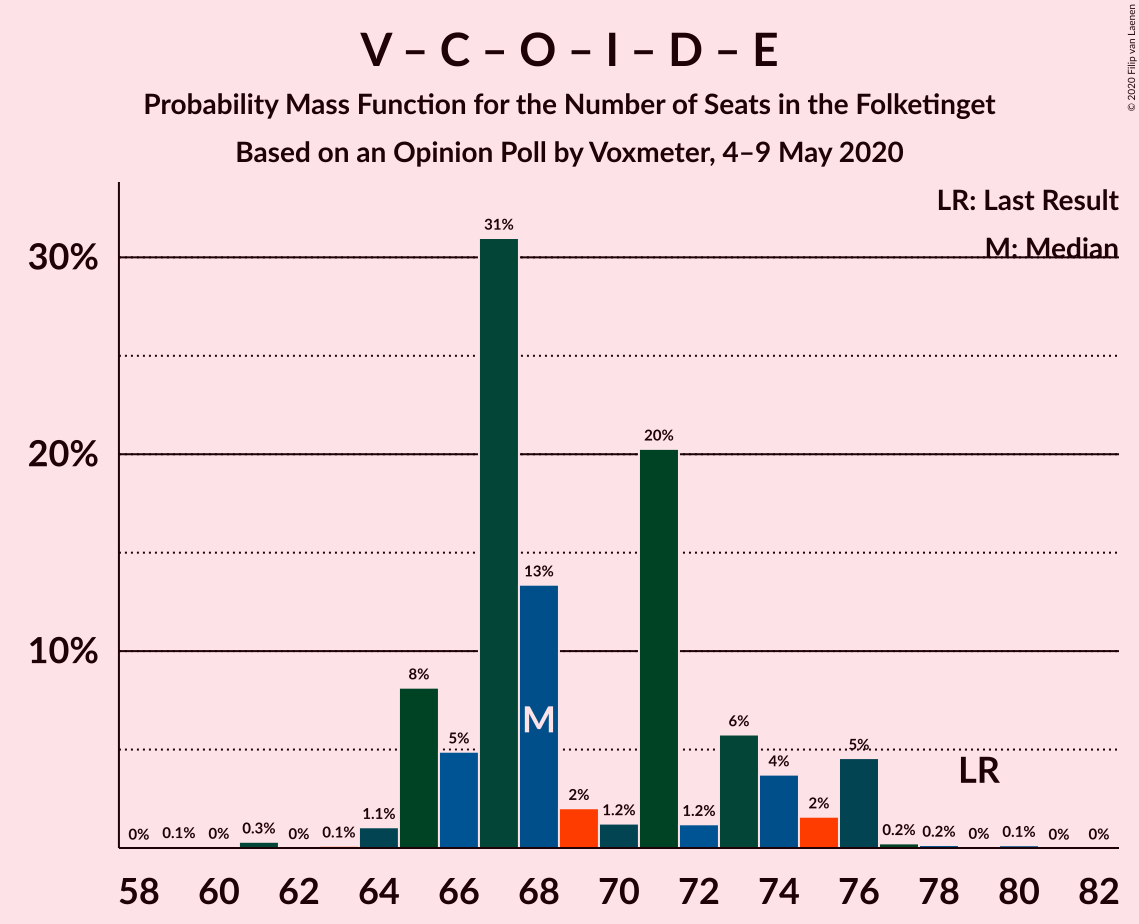 V – C – O – I – D – E
Probability Mass Function for the Number of Seats in the Folketinget
Based on an Opinion Poll by Voxmeter, 4–9 May 2020
© 2020 Filip van Laenen
LR: Last Result
M: Median
30%
20%
10%
0% 0.1% 0% 0.3% 0% 0.1% 1.1% 8% 5% 31% 13% 2% 1.2% 20% 1.2% 6% 4% 2% 5% 0.2% 0.2% 0% 0.1% 0% 0%
M
LR
58 60 62 64 66 68 70 72 74 76 78 80 82